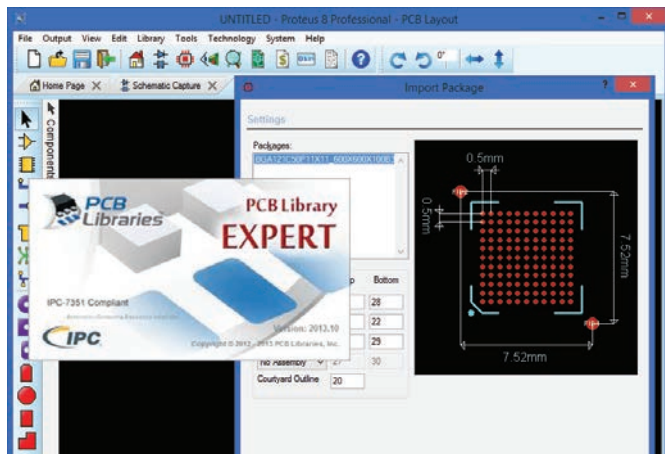 UNTITLED - Proteus 8 Professional - PCB Layout
File Output View Edit Library Tools Technology System Help
0°
Home Page Schematic Capture
Import Package
?
Components
Settings
Packages:
PCB Libraries
PCB Library
EXPERT
IPC-7351 Compliant
Version: 2013.10
Copyright © 2012 - 2013 PCB Libraries, Inc.
IPC
Bottom
28
22
29
No Assembly 27 30
Courtyard Outline 20
0.5mm
0.5mm
7.52mm
7.52mm